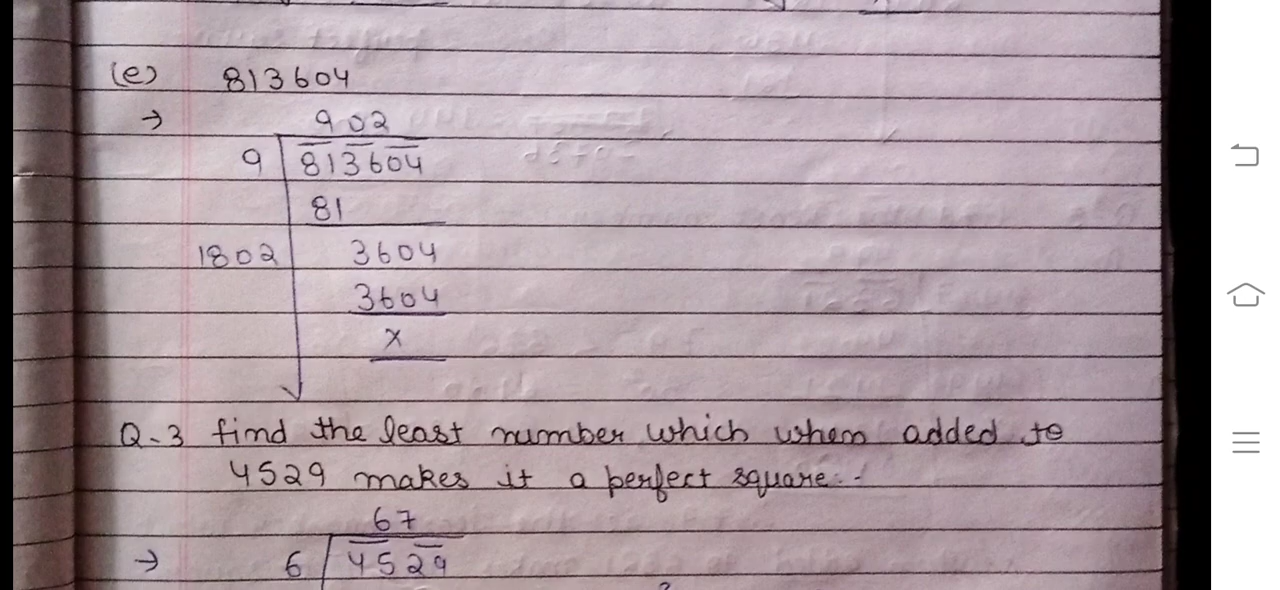 (e) 813604
→ 902
9 813604
81
1802 3604
3604
x
Q-3 find the least number which when added to
4529 makes it a perfect square:-
67
→ 6 4529